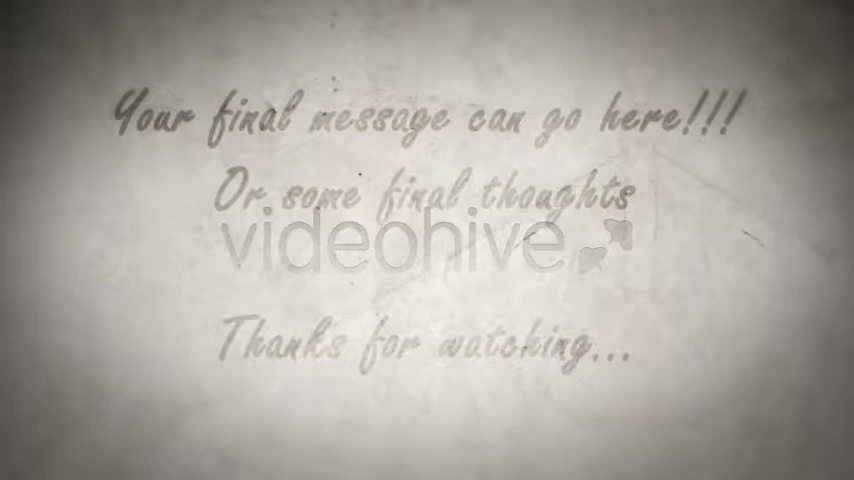 Your final message can go here!!!
Or some final thoughts
videohive
Thanks for watching...